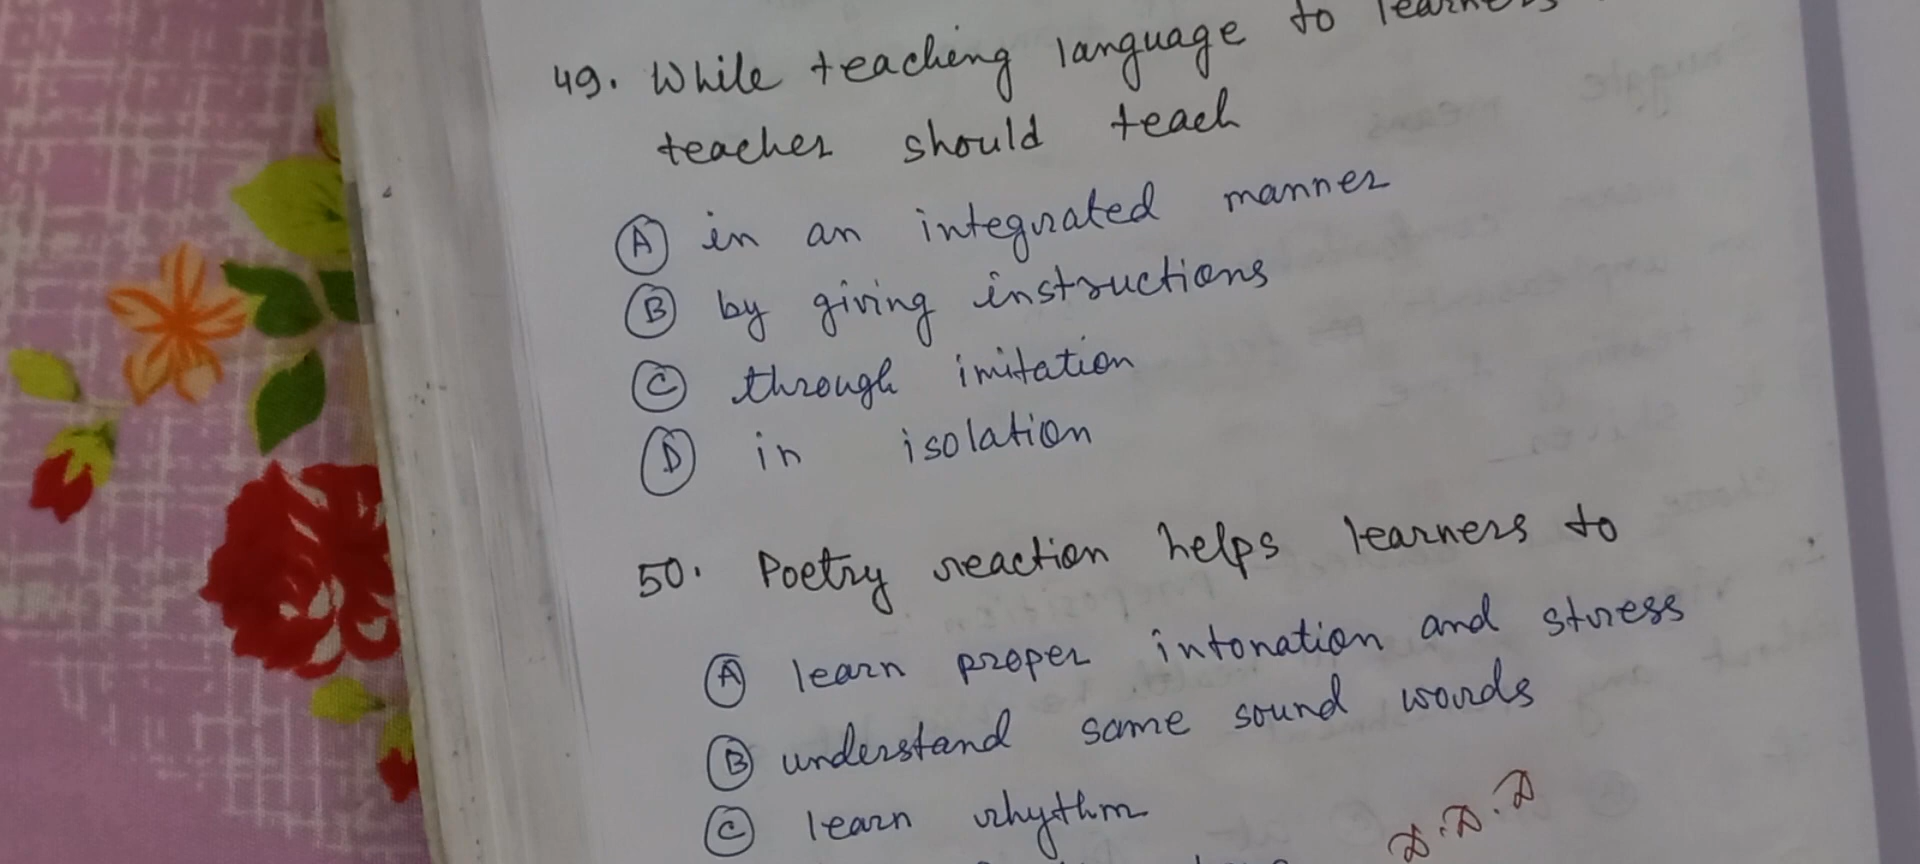 49. While teaching language to learners
teacher should teach
(A) in an integrated manner
(B) by giving instructions
(C) through imitation
(D) in isolation
50. Poetry reaction helps learners to
(A) learn proper intonation and stress
(B) understand same sound words
(C) learn rhythm